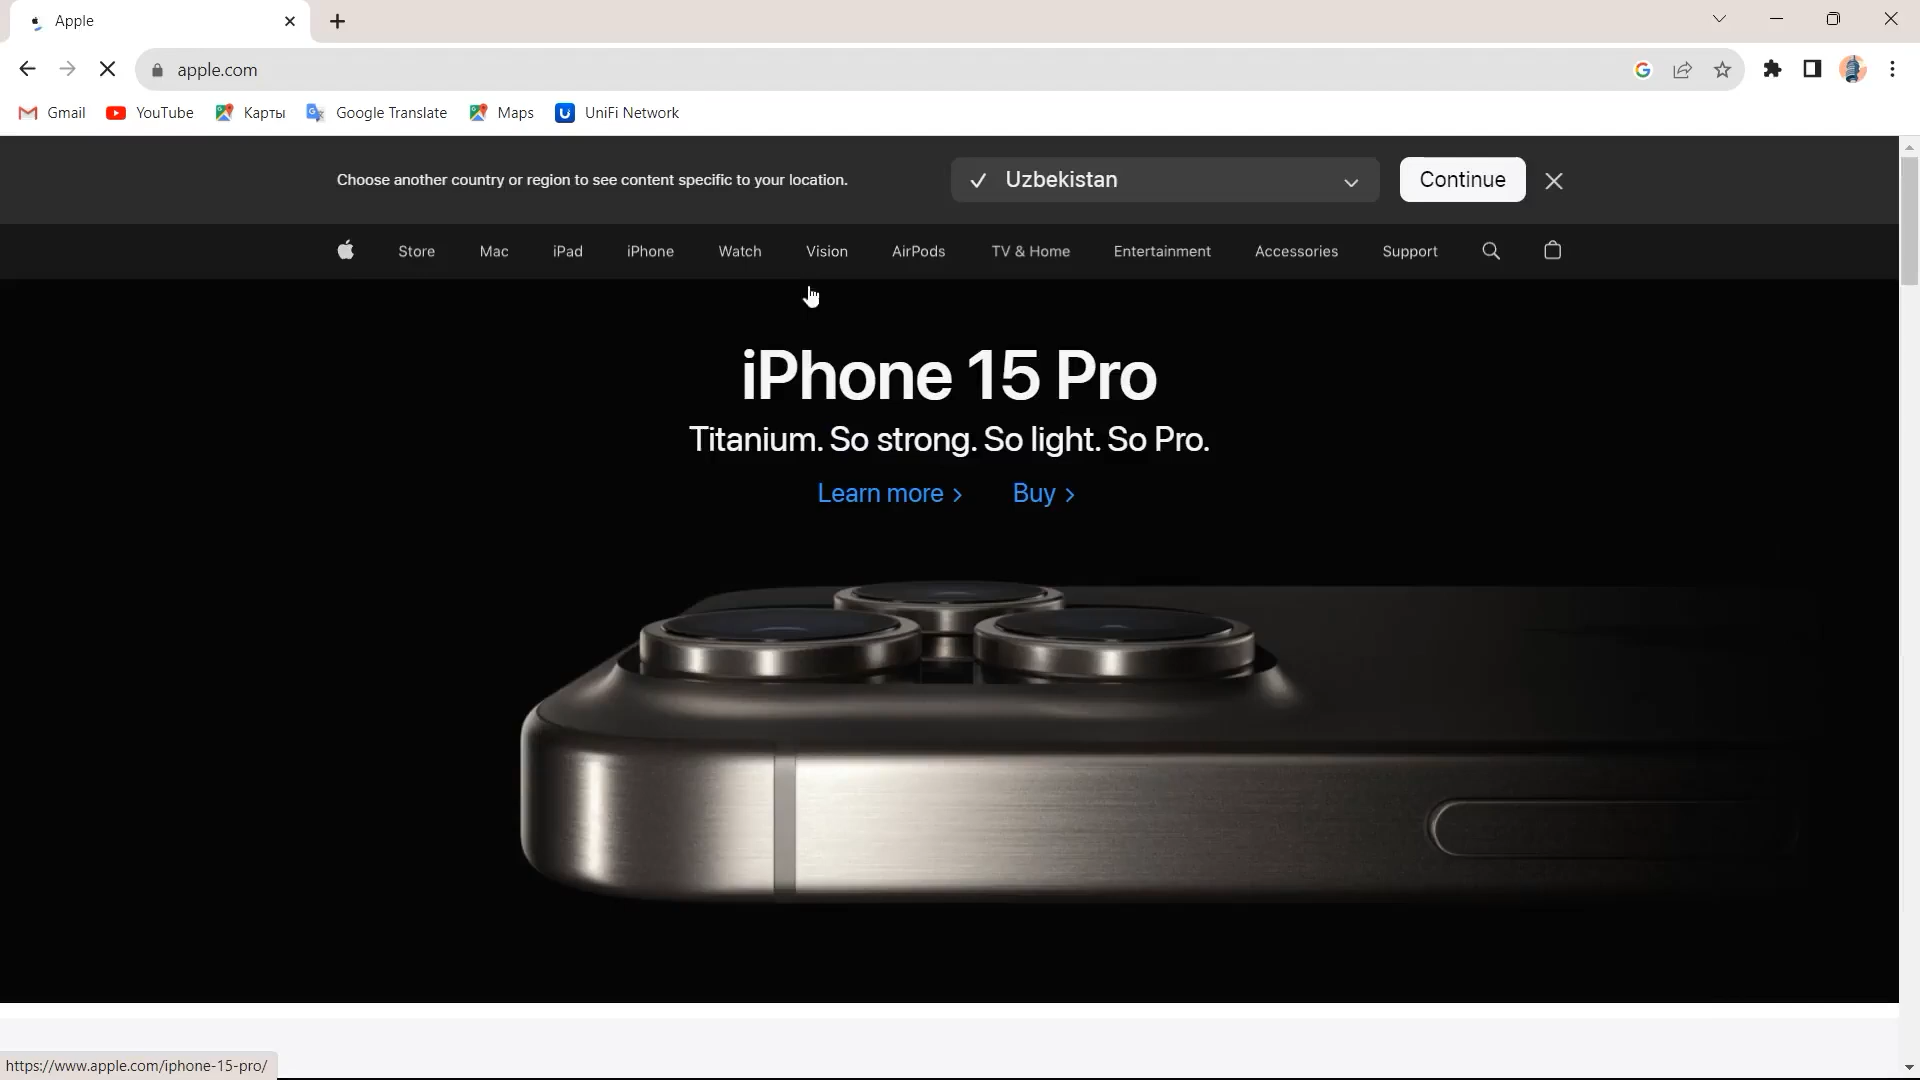 Apple
apple.com
Gmail YouTube Карты Google Translate Maps UniFi Network
Choose another country or region to see content specific to your location. Uzbekistan Continue
Store Mac iPad iPhone Watch Vision AirPods TV & Home Entertainment Accessories Support
iPhone 15 Pro
Titanium. So strong. So light. So Pro.
Learn more > Buy >
https://www.apple.com/iphone-15-pro/